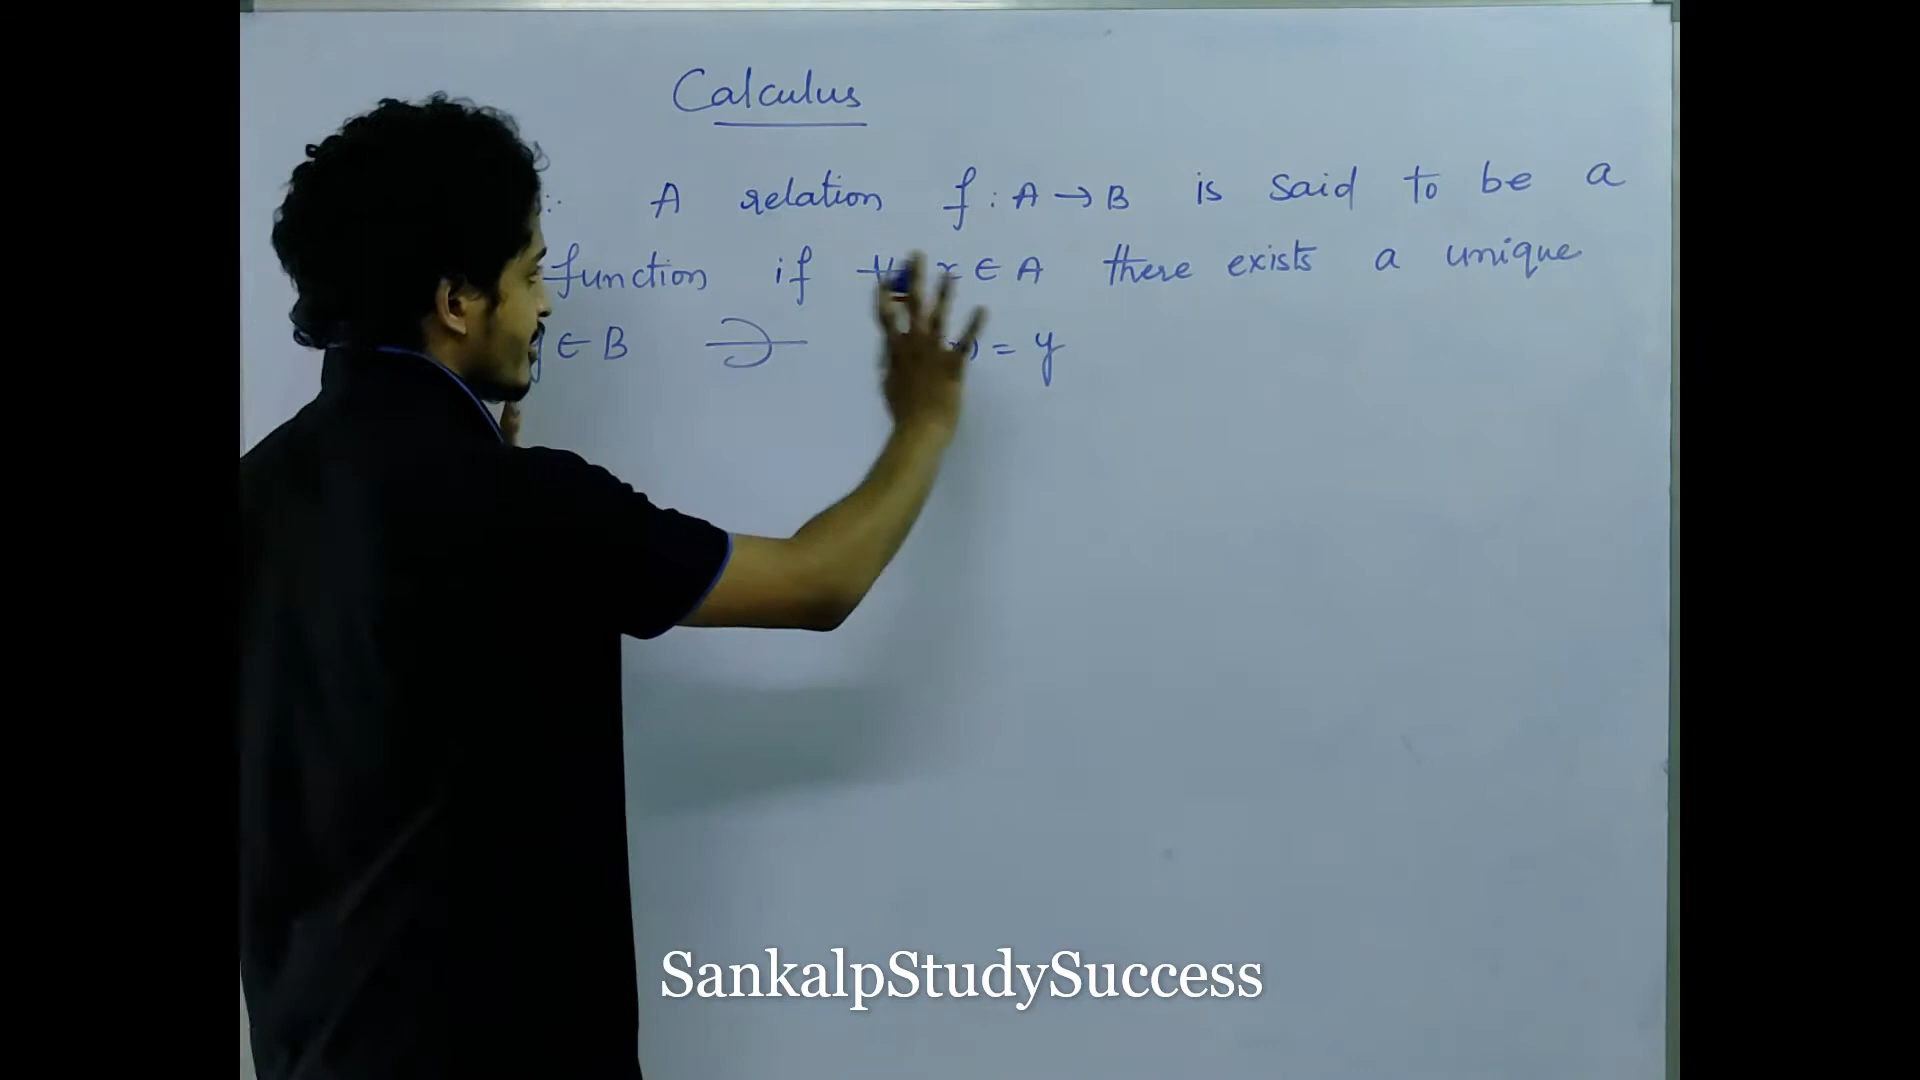 Calculus
: A relation f : A → B is said to be a
function if ∀ x ∈ A there exists a unique
y ∈ B ∋ = y
SankalpStudySuccess